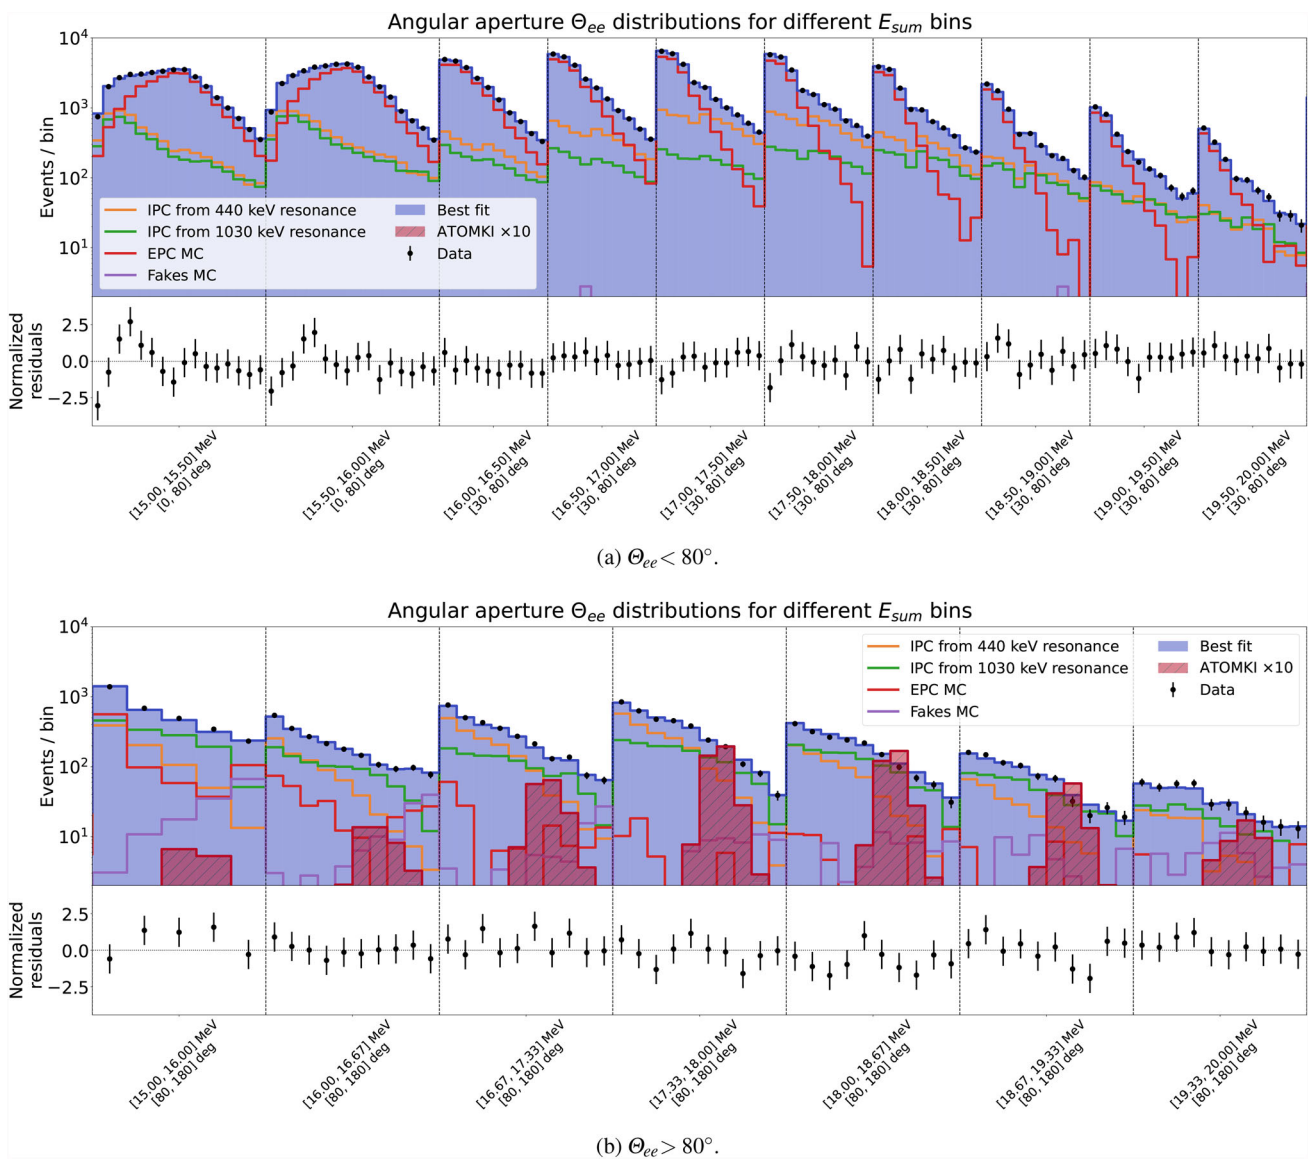 Angular aperture Θee distributions for different Esum bins
10⁴
10³
10²
10¹
Events / bin
IPC from 440 keV resonance
IPC from 1030 keV resonance
EPC MC
Fakes MC
Best fit
ATOMKI ×10
Data
Normalized
residuals
2.5
0.0
−2.5
[15.00, 15.50] MeV
[0, 80] deg
[15.50, 16.00] MeV
[0, 80] deg
[16.00, 16.50] MeV
[30, 80] deg
[16.50, 17.00] MeV
[30, 80] deg
[17.00, 17.50] MeV
[30, 80] deg
[17.50, 18.00] MeV
[30, 80] deg
[18.00, 18.50] MeV
[30, 80] deg
[18.50, 19.00] MeV
[30, 80] deg
[19.00, 19.50] MeV
[30, 80] deg
[19.50, 20.00] MeV
[30, 80] deg
(a) Θee < 80°.
Angular aperture Θee distributions for different Esum bins
10⁴
10³
10²
10¹
Events / bin
IPC from 440 keV resonance
IPC from 1030 keV resonance
EPC MC
Fakes MC
Best fit
ATOMKI ×10
Data
Normalized
residuals
2.5
0.0
−2.5
[15.00, 16.00] MeV
[80, 180] deg
[16.00, 16.67] MeV
[80, 180] deg
[16.67, 17.33] MeV
[80, 180] deg
[17.33, 18.00] MeV
[80, 180] deg
[18.00, 18.67] MeV
[80, 180] deg
[18.67, 19.33] MeV
[80, 180] deg
[19.33, 20.00] MeV
[80, 180] deg
(b) Θee > 80°.